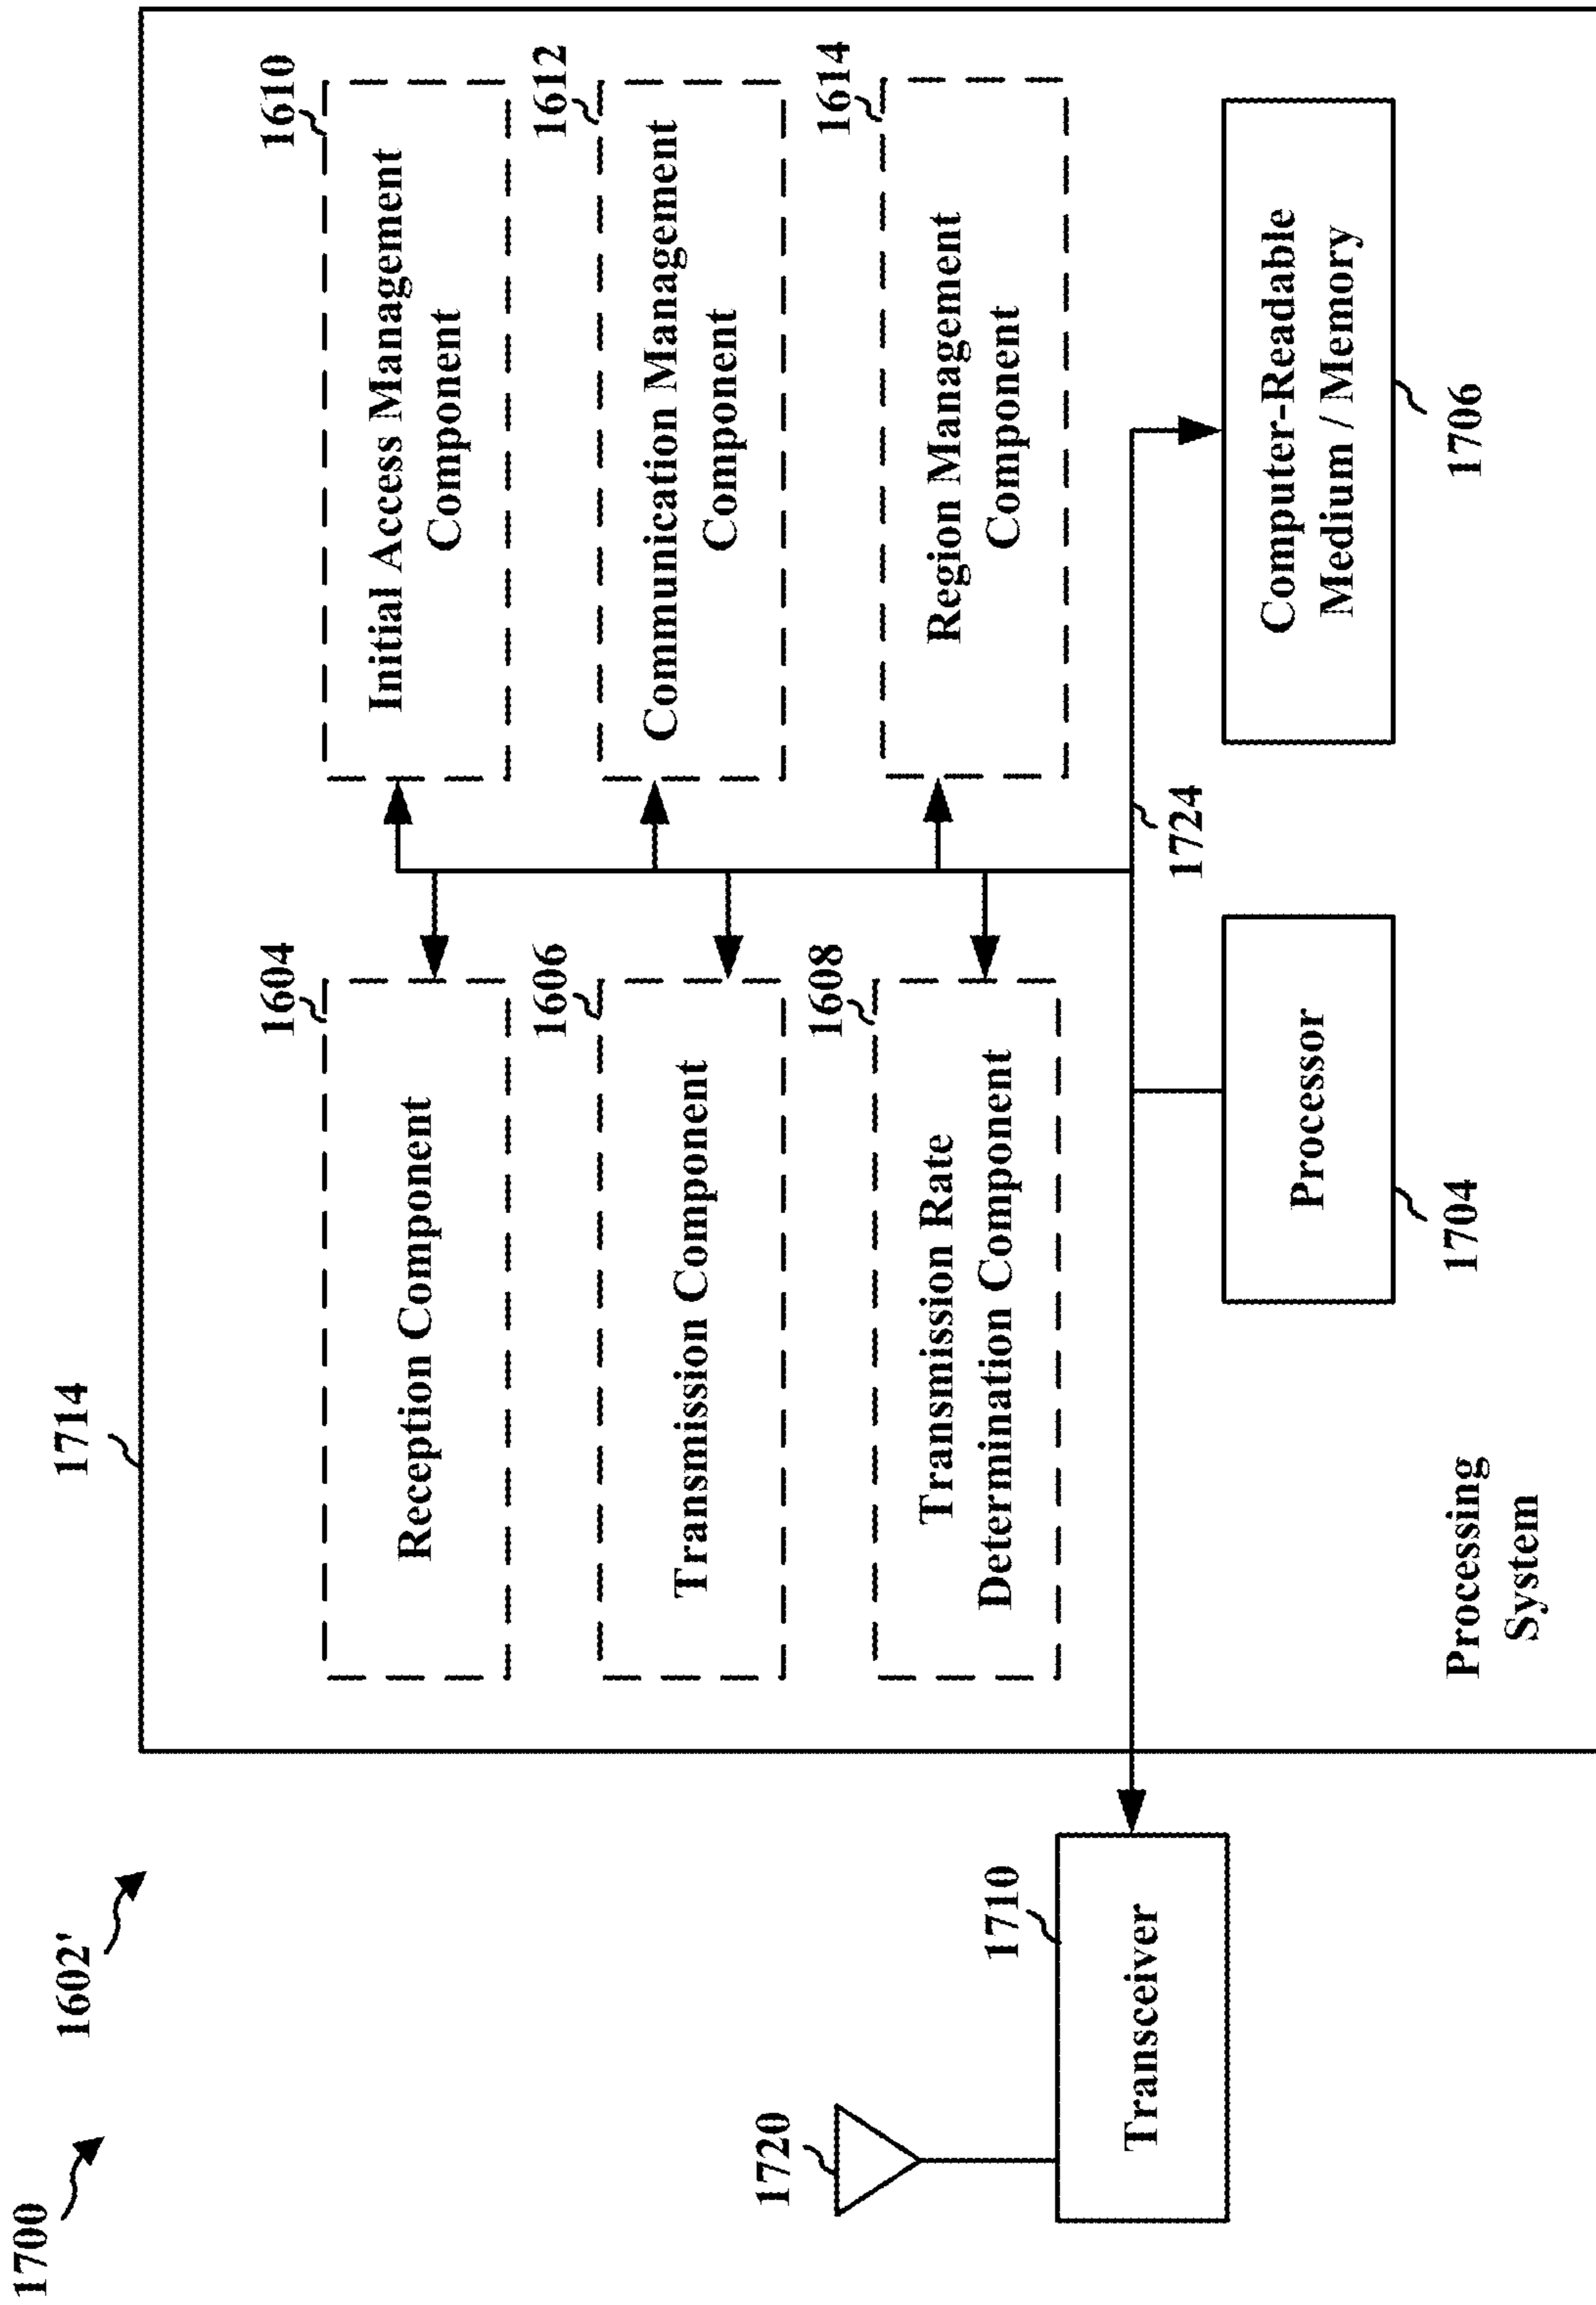 1700
1602'
1714
1604
1610
Reception Component
Initial Access Management
Component
1606
1612
Transmission Component
Communication Management
Component
1608
1614
Transmission Rate
Determination Component
Region Management
Component
1720
1710
Transceiver
1724
Processor
1704
Computer-Readable
Medium / Memory
1706
Processing
System